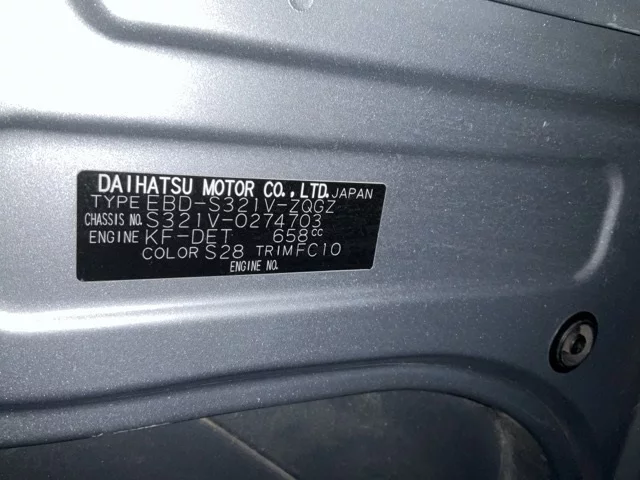 DAIHATSU MOTOR CO.,LTD. JAPAN
TYPE EBD-S321V-ZQGZ
CHASSIS NO. S321V-0274703
ENGINE KF-DET 658cc
COLOR S28 TRIM FC10
ENGINE NO.